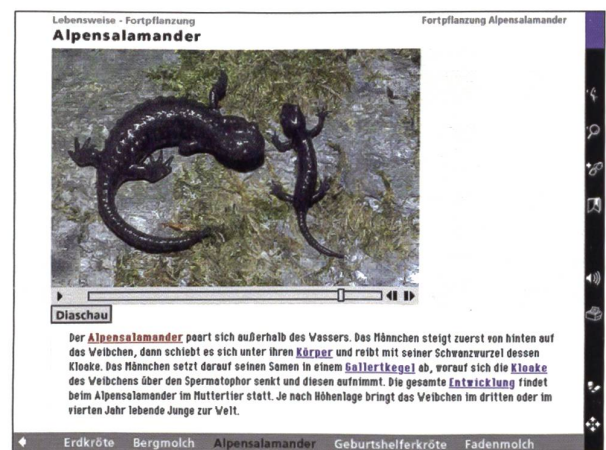 Lebensweise - Fortpflanzung
Fortpflanzung Alpensalamander
Alpensalamander
Diaschau
Der Alpensalamander paart sich außerhalb des Wassers. Das Männchen steigt zuerst von hinten auf
das Weibchen, dann schiebt es sich unter ihren Körper und reibt mit seiner Schwanzwurzel dessen
Kloake. Das Männchen setzt darauf seinen Samen in einem Gallertkegel ab, worauf sich die Kloake
des Weibchens über den Spermatophor senkt und diesen aufnimmt. Die gesamte Entwicklung findet
beim Alpensalamander im Muttertier statt. Je nach Höhenlage bringt das Weibchen im dritten oder im
vierten Jahr lebende Junge zur Welt.
Erdkröte Bergmolch Alpensalamander Geburtshelferkröte Fadenmolch